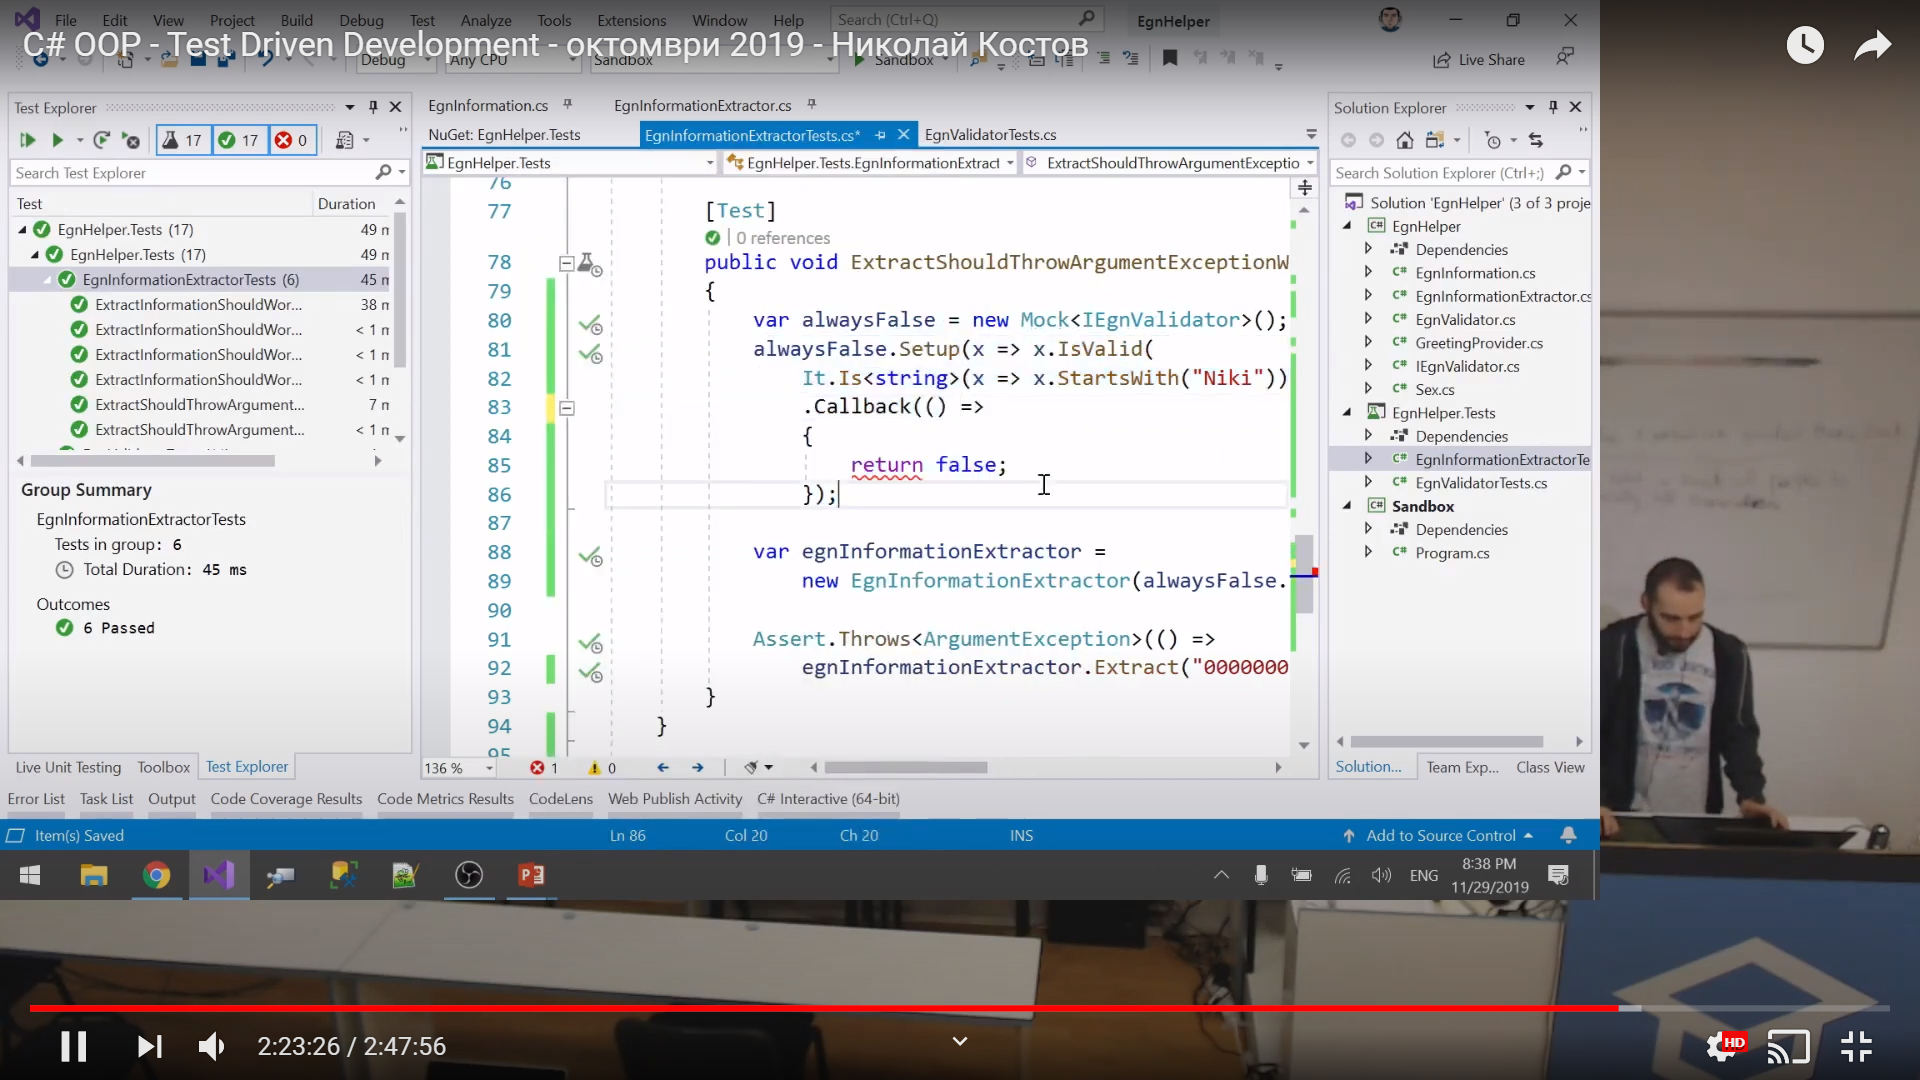 File Edit View Project Build Debug Test Analyze Tools Extensions Window Help Search (Ctrl+Q) EgnHelper
C# OOP - Test Driven Development - октомври 2019 - Николай Костов
Debug Any CPU Sandbox Sandbox Live Share
Test Explorer
17 17 0
Search Test Explorer
Test Duration
EgnHelper.Tests (17) 49 m
EgnHelper.Tests (17) 49 m
EgnInformationExtractorTests (6) 45 m
ExtractInformationShouldWor... 38 m
ExtractInformationShouldWor... < 1 m
ExtractInformationShouldWor... < 1 m
ExtractInformationShouldWor... < 1 m
ExtractShouldThrowArgument... 7 m
ExtractShouldThrowArgument... < 1 m
Group Summary
EgnInformationExtractorTests
Tests in group: 6
Total Duration: 45 ms
Outcomes
6 Passed
Live Unit Testing Toolbox Test Explorer
EgnInformation.cs EgnInformationExtractor.cs
NuGet: EgnHelper.Tests EgnInformationExtractorTests.cs* EgnValidatorTests.cs
EgnHelper.Tests EgnHelper.Tests.EgnInformationExtract ExtractShouldThrowArgumentExceptio
76
77 [Test]
0 references
78 public void ExtractShouldThrowArgumentExceptionW
79 {
80 var alwaysFalse = new Mock<IEgnValidator>();
81 alwaysFalse.Setup(x => x.IsValid(
82 It.Is<string>(x => x.StartsWith("Niki"))
83 .Callback(() =>
84 {
85 return false;
86 });
87
88 var egnInformationExtractor =
89 new EgnInformationExtractor(alwaysFalse.
90
91 Assert.Throws<ArgumentException>(() =>
92 egnInformationExtractor.Extract("0000000
93 }
94 }
95
136 % 1 0
Solution Explorer
Search Solution Explorer (Ctrl+;)
Solution 'EgnHelper' (3 of 3 proje
EgnHelper
Dependencies
EgnInformation.cs
EgnInformationExtractor.cs
EgnValidator.cs
GreetingProvider.cs
IEgnValidator.cs
Sex.cs
EgnHelper.Tests
Dependencies
EgnInformationExtractorTe
EgnValidatorTests.cs
Sandbox
Dependencies
Program.cs
Solution... Team Exp... Class View
Error List Task List Output Code Coverage Results Code Metrics Results CodeLens Web Publish Activity C# Interactive (64-bit)
Item(s) Saved Ln 86 Col 20 Ch 20 INS Add to Source Control
ENG 8:38 PM
11/29/2019
2:23:26 / 2:47:56 HD